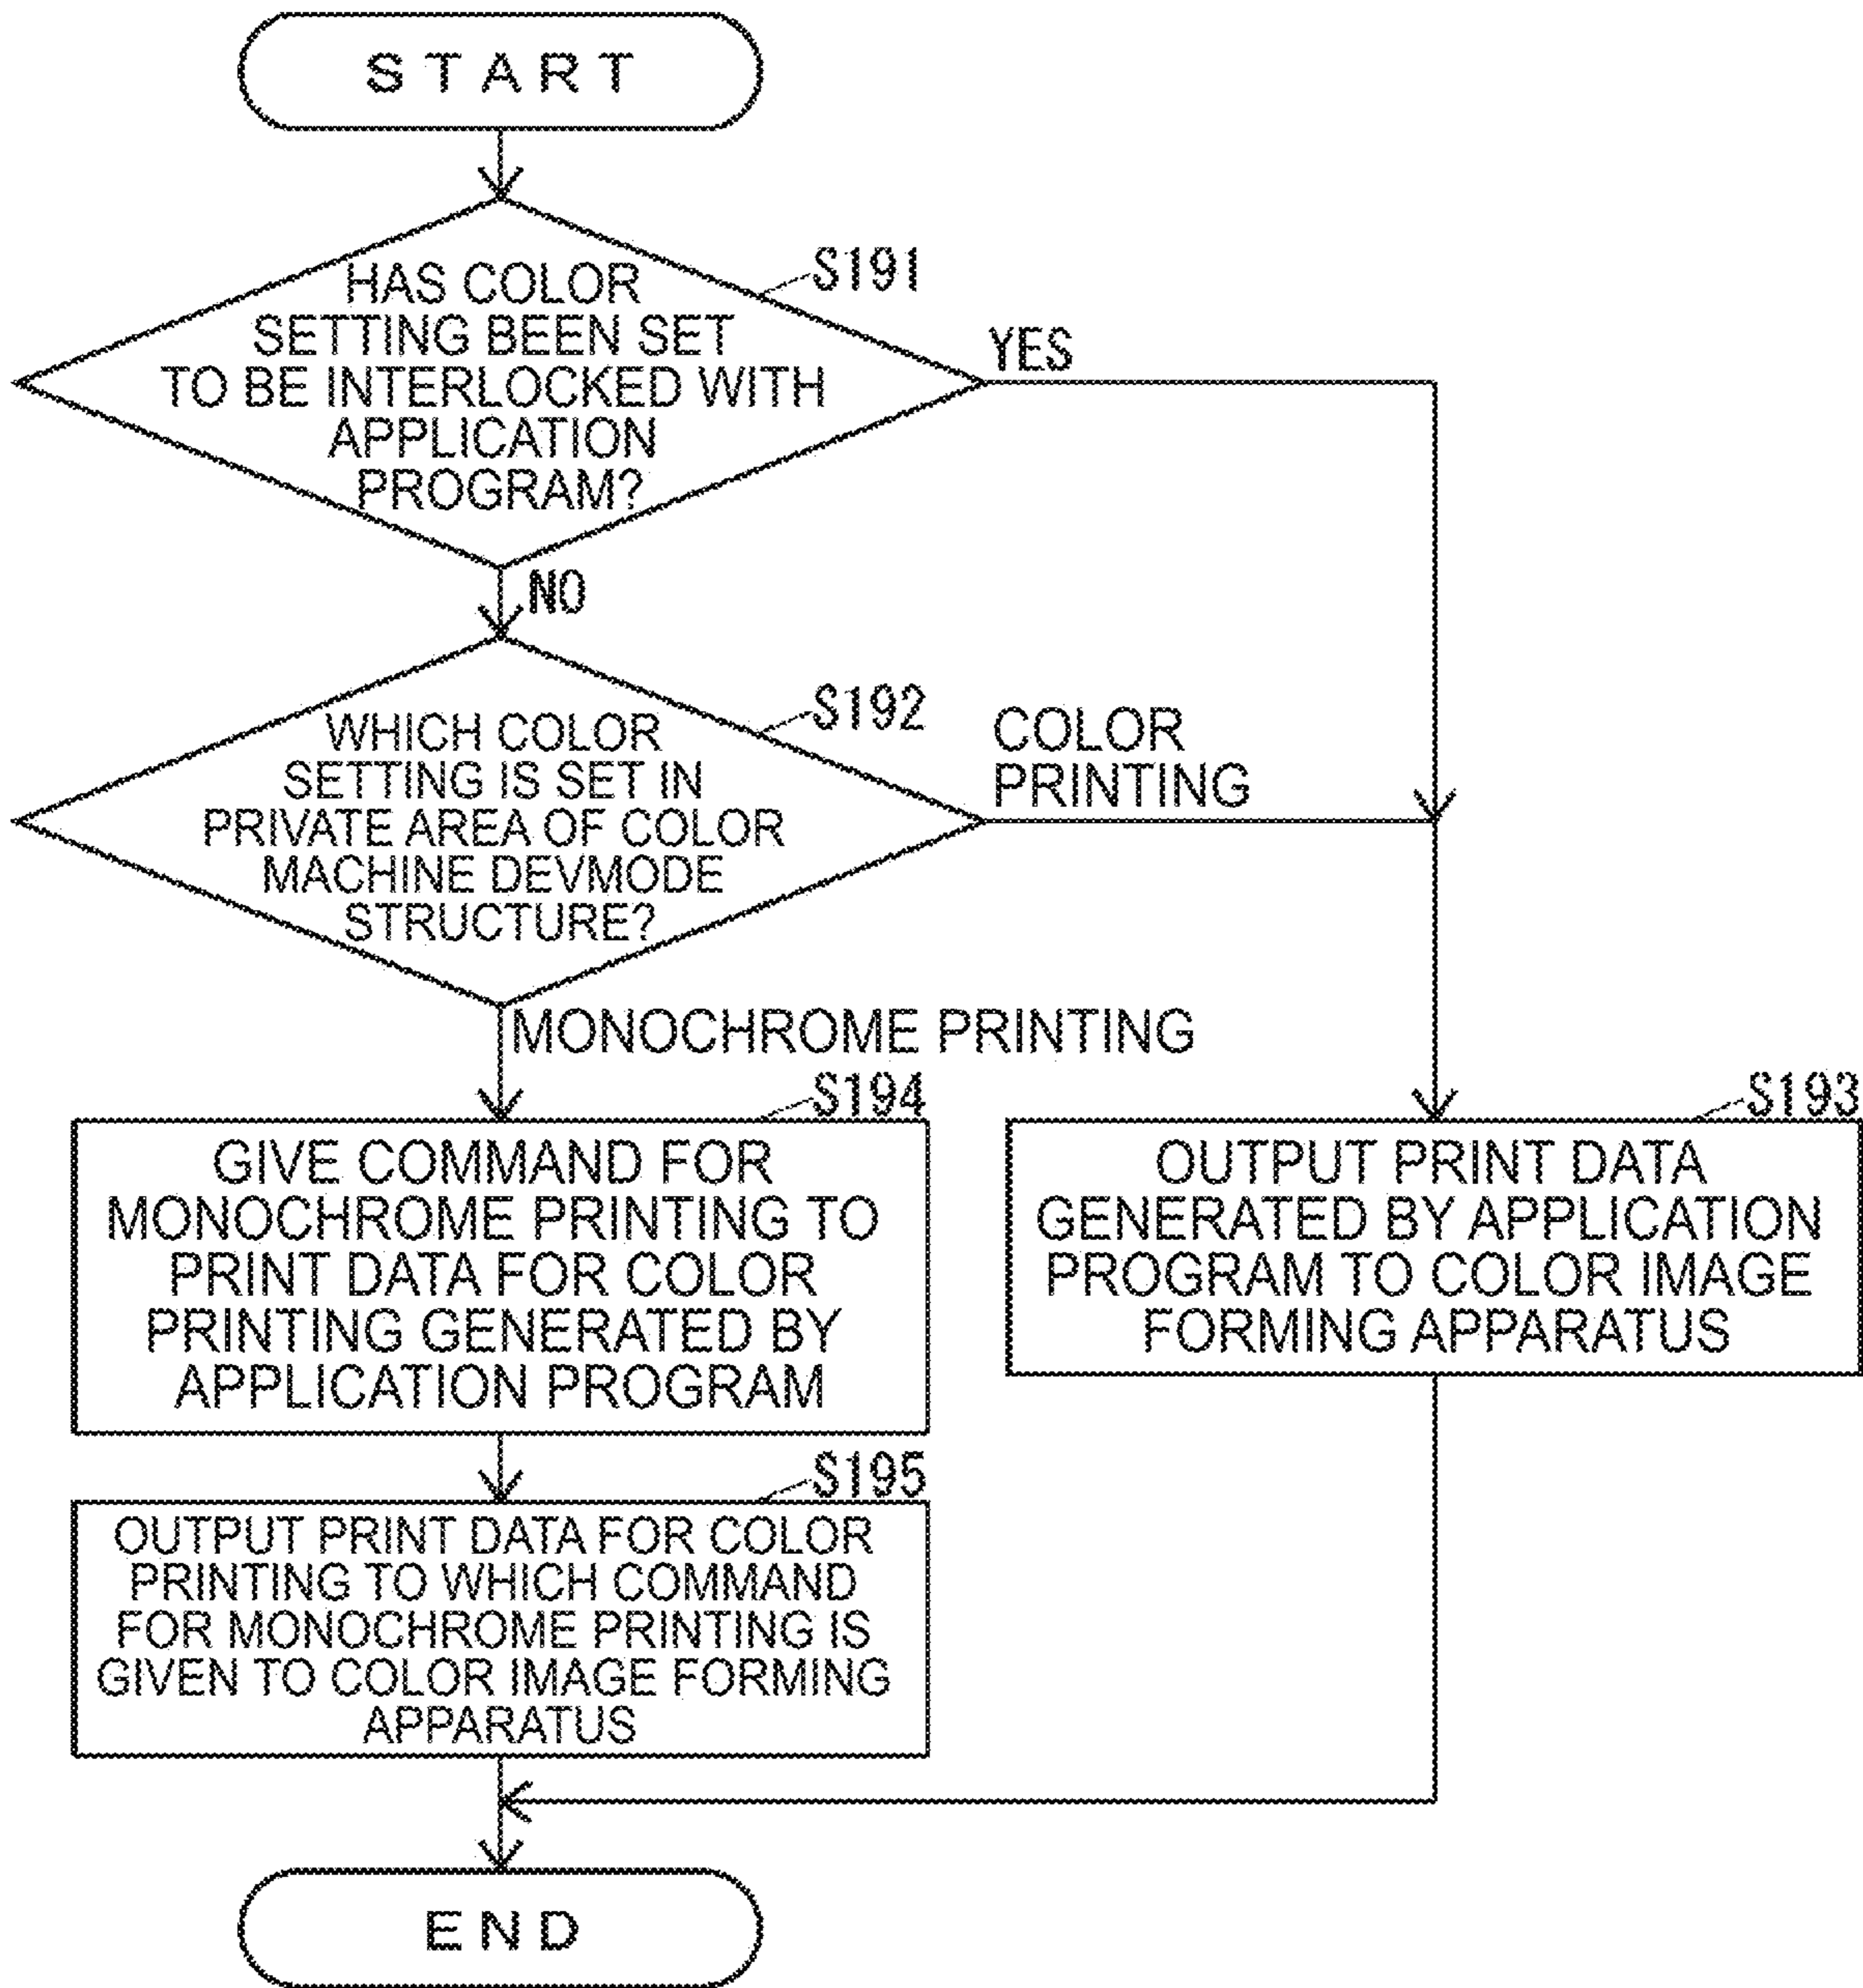 START
S191
HAS COLOR
SETTING BEEN SET
TO BE INTERLOCKED WITH
APPLICATION
PROGRAM?
YES
NO
S192
WHICH COLOR
SETTING IS SET IN
PRIVATE AREA OF COLOR
MACHINE DEVMODE
STRUCTURE?
COLOR
PRINTING
MONOCHROME PRINTING
S194
GIVE COMMAND FOR
MONOCHROME PRINTING TO
PRINT DATA FOR COLOR
PRINTING GENERATED BY
APPLICATION PROGRAM
S193
OUTPUT PRINT DATA
GENERATED BY APPLICATION
PROGRAM TO COLOR IMAGE
FORMING APPARATUS
S195
OUTPUT PRINT DATA FOR COLOR
PRINTING TO WHICH COMMAND
FOR MONOCHROME PRINTING IS
GIVEN TO COLOR IMAGE FORMING
APPARATUS
END